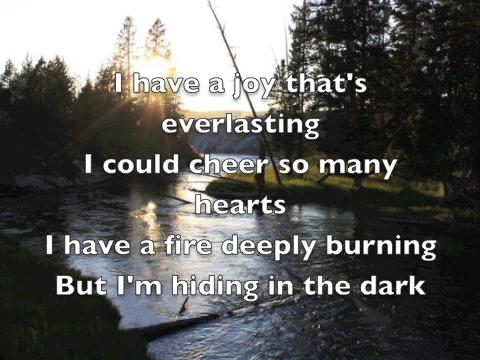 I have a joy that's
everlasting
I could cheer so many
hearts
I have a fire deeply burning
But I'm hiding in the dark